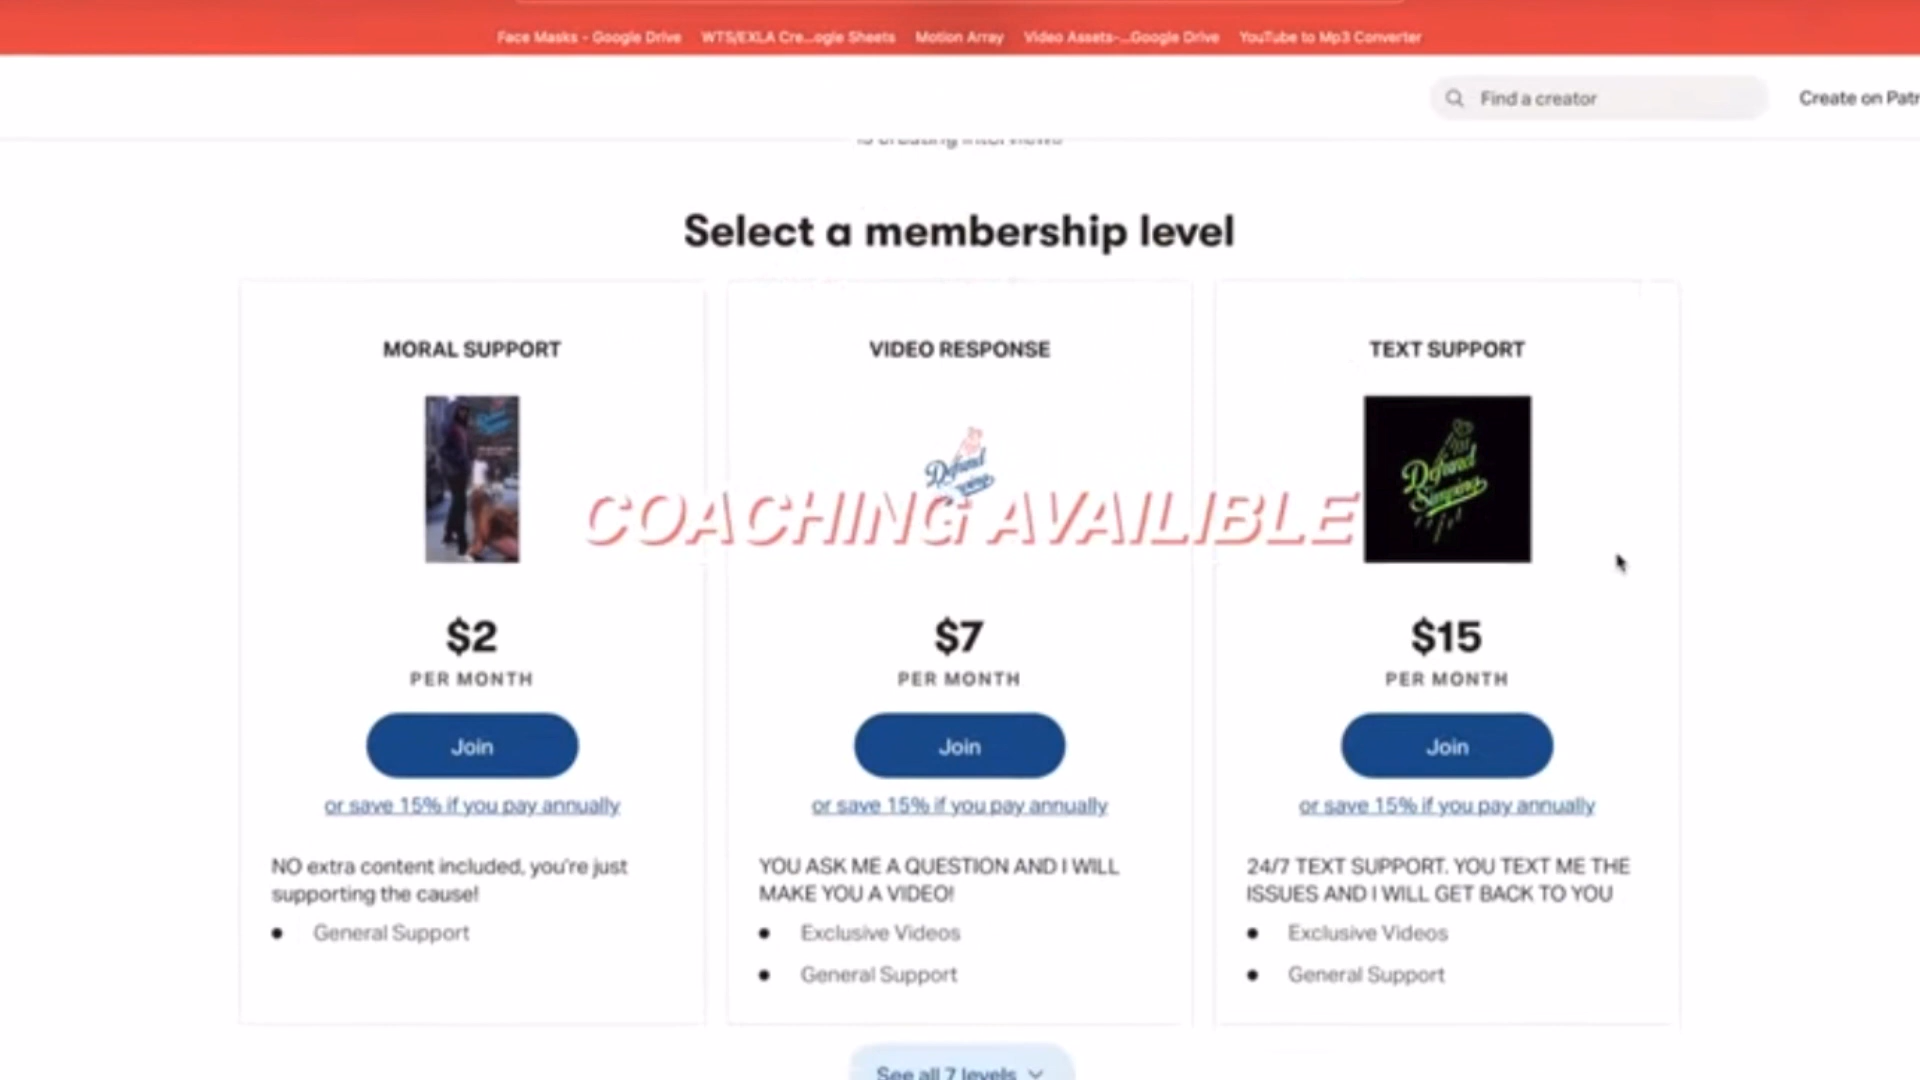 Face Masks - Google Drive WTS/EXLA Cre...ogle Sheets Motion Array Video Assets-...Google Drive YouTube to Mp3 Converter
Find a creator
Create on Patr
is creating interviews
Select a membership level
MORAL SUPPORT
VIDEO RESPONSE
TEXT SUPPORT
Defund
Defund
Simping
COACHING AVAILIBLE
$2
PER MONTH
Join
or save 15% if you pay annually
NO extra content included, you're just
supporting the cause!
● General Support
$7
PER MONTH
Join
or save 15% if you pay annually
YOU ASK ME A QUESTION AND I WILL
MAKE YOU A VIDEO!
● Exclusive Videos
● General Support
$15
PER MONTH
Join
or save 15% if you pay annually
24/7 TEXT SUPPORT. YOU TEXT ME THE
ISSUES AND I WILL GET BACK TO YOU
● Exclusive Videos
● General Support
See all 7 levels